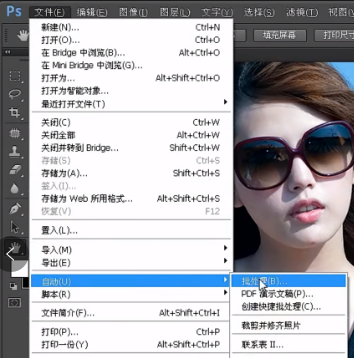 Ps 文件(F) 编辑(E) 图像(I) 图层(L) 文字(Y) 选择(S) 滤镜(T) 视图(V
新建(N)... Ctrl+N
打开(O)... Ctrl+O
在 Bridge 中浏览(B)... Alt+Ctrl+O
在 Mini Bridge 中浏览(G)...
打开为... Alt+Shift+Ctrl+O
打开为智能对象...
最近打开文件(T)
关闭(C) Ctrl+W
关闭全部 Alt+Ctrl+W
关闭并转到 Bridge... Shift+Ctrl+W
存储(S) Ctrl+S
存储为(A)... Shift+Ctrl+S
签入(I)...
存储为 Web 所用格式... Alt+Shift+Ctrl+S
恢复(V) F12
置入(L)...
导入(M)
导出(E)
自动(U)
脚本(R)
文件简介(F)... Alt+Shift+Ctrl+I
打印(P)... Ctrl+P
打印一份(Y) Alt+Shift+Ctrl+P
填充屏幕
打印尺
批处理(B)...
PDF 演示文稿(P)...
创建快捷批处理(C)...
裁剪并修齐照片
联系表 II...